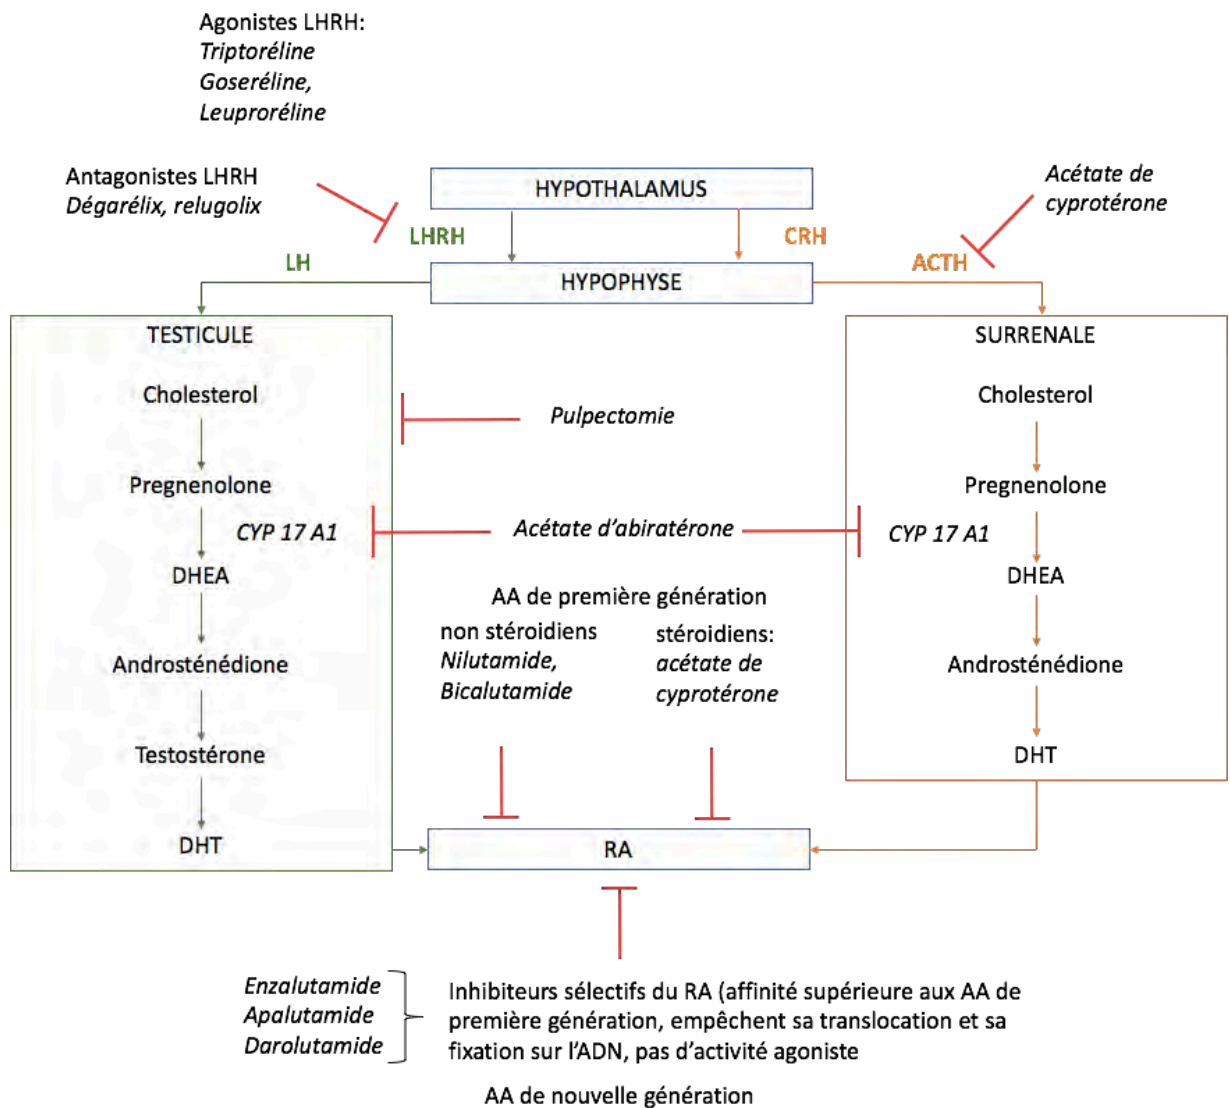 Agonistes LHRH:
Triptoréline
Goseréline,
Leuproréline
Antagonistes LHRH
Dégarélix, relugolix
HYPOTHALAMUS
Acétate de
cyprotérone
LHRH
CRH
LH
HYPOPHYSE
ACTH
TESTICULE
Cholesterol
Pregnenolone
CYP 17 A1
DHEA
Androsténédione
Testostérone
DHT
Pulpectomie
Acétate d'abiratérone
AA de première génération
non stéroidiens
Nilutamide,
Bicalutamide
stéroidiens:
acétate de
cyprotérone
SURRENALE
Cholesterol
Pregnenolone
CYP 17 A1
DHEA
Androsténédione
DHT
RA
Enzalutamide
Apalutamide
Darolutamide
Inhibiteurs sélectifs du RA (affinité supérieure aux AA de
première génération, empêchent sa translocation et sa
fixation sur l'ADN, pas d'activité agoniste
AA de nouvelle génération